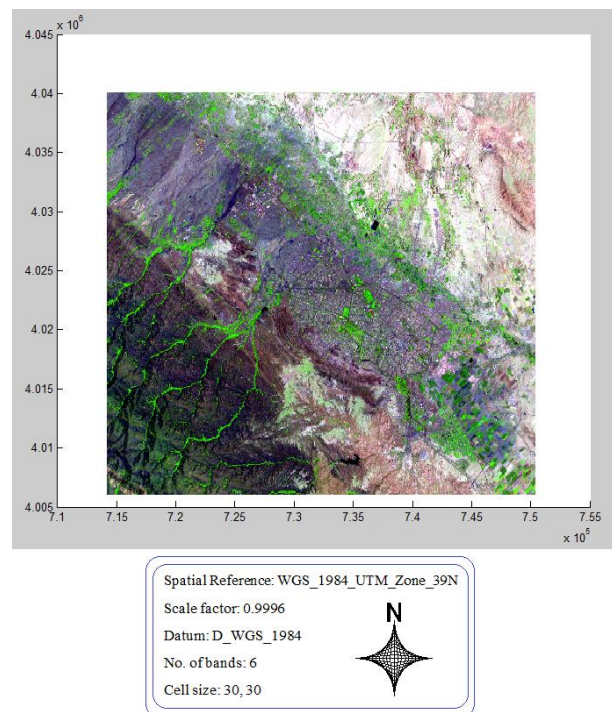 x 10^6
4.045
4.04
4.035
4.03
4.025
4.02
4.015
4.01
4.005
7.1 7.15 7.2 7.25 7.3 7.35 7.4 7.45 7.5 7.55
x 10^5
Spatial Reference: WGS_1984_UTM_Zone_39N
Scale factor: 0.9996
N
Datum: D_WGS_1984
No. of bands: 6
Cell size: 30, 30